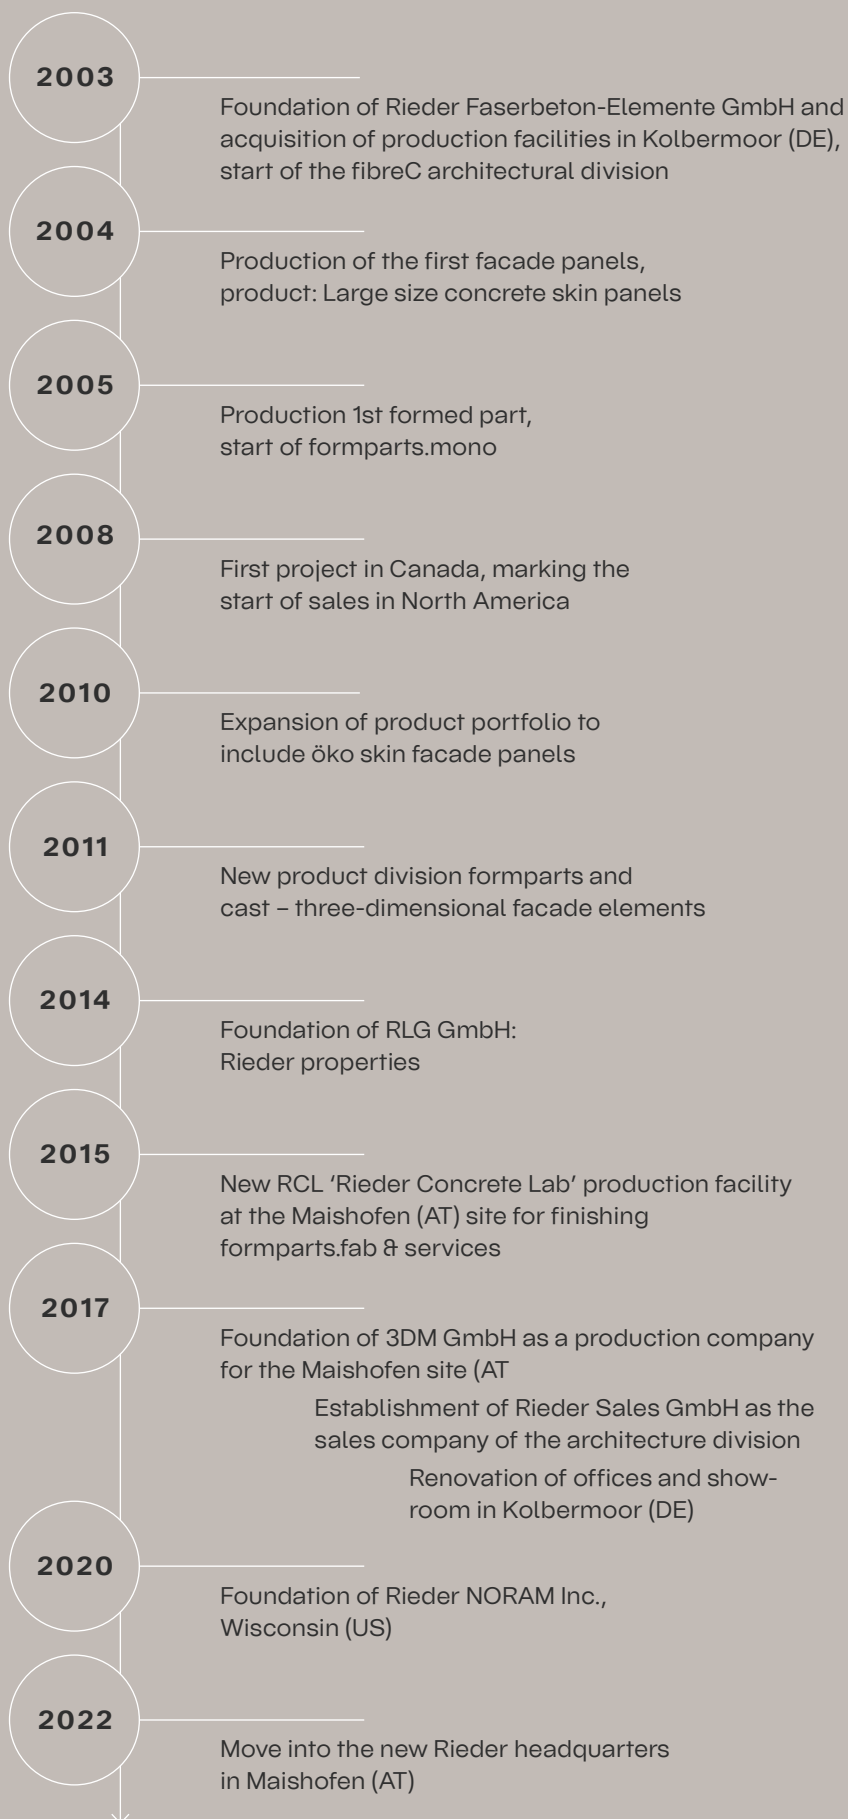 2003
Foundation of Rieder Faserbeton-Elemente GmbH and
acquisition of production facilities in Kolbermoor (DE),
start of the fibreC architectural division
2004
Production of the first facade panels,
product: Large size concrete skin panels
2005
Production 1st formed part,
start of formparts.mono
2008
First project in Canada, marking the
start of sales in North America
2010
Expansion of product portfolio to
include öko skin facade panels
2011
New product division formparts and
cast – three-dimensional facade elements
2014
Foundation of RLG GmbH:
Rieder properties
2015
New RCL ‘Rieder Concrete Lab’ production facility
at the Maishofen (AT) site for finishing
formparts.fab & services
2017
Foundation of 3DM GmbH as a production company
for the Maishofen site (AT
Establishment of Rieder Sales GmbH as the
sales company of the architecture division
Renovation of offices and show-
room in Kolbermoor (DE)
2020
Foundation of Rieder NORAM Inc.,
Wisconsin (US)
2022
Move into the new Rieder headquarters
in Maishofen (AT)